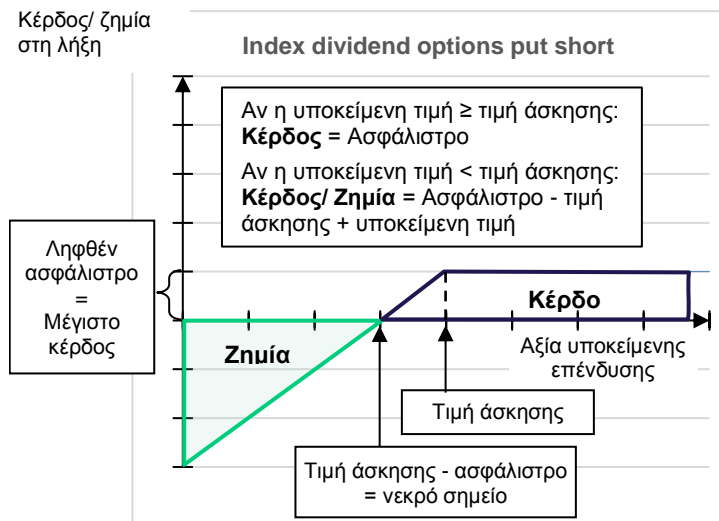 Κέρδος/ ζημία
στη λήξη
Index dividend options put short
Αν η υποκείμενη τιμή ≥ τιμή άσκησης:
Κέρδος = Ασφάλιστρο
Αν η υποκείμενη τιμή < τιμή άσκησης:
Κέρδος/ Ζημία = Ασφάλιστρο - τιμή
άσκησης + υποκείμενη τιμή
Ληφθέν
ασφάλιστρο
=
Μέγιστο
κέρδος
Κέρδο
Ζημία
Αξία υποκείμενης
επένδυσης
Τιμή άσκησης
Τιμή άσκησης - ασφάλιστρο
= νεκρό σημείο